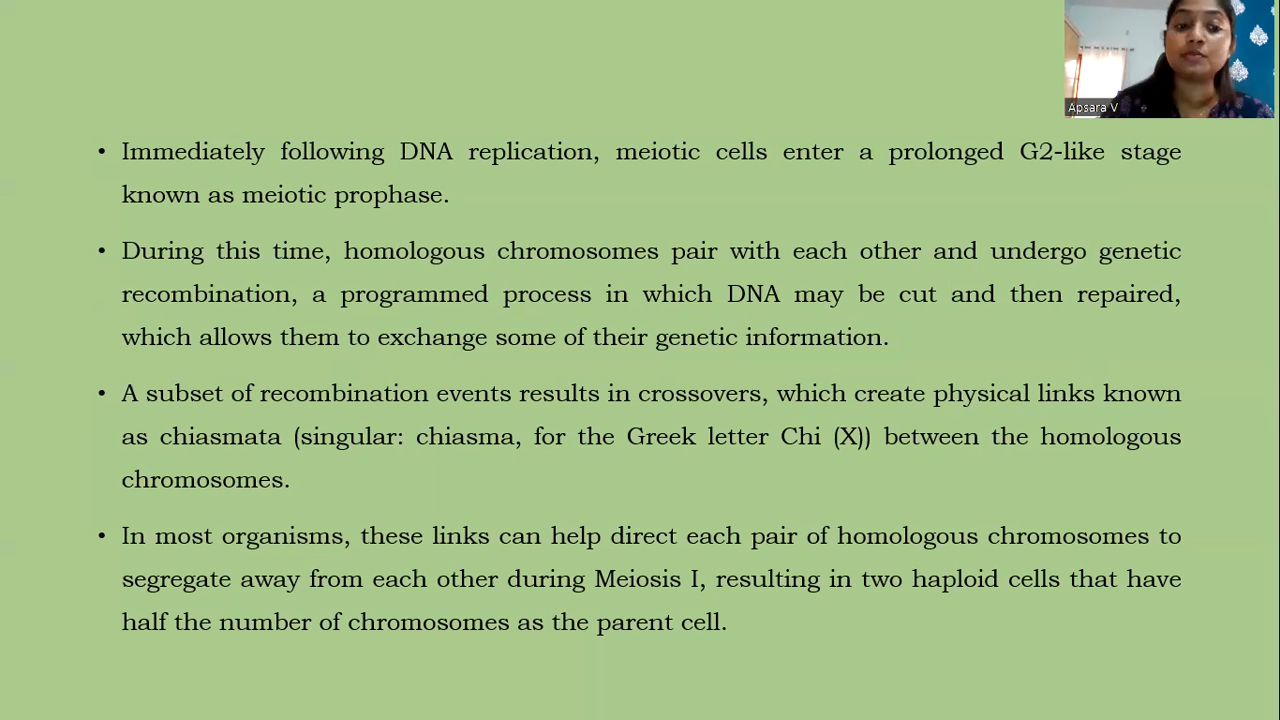 Apsara V
• Immediately following DNA replication, meiotic cells enter a prolonged G2-like stage
known as meiotic prophase.
• During this time, homologous chromosomes pair with each other and undergo genetic
recombination, a programmed process in which DNA may be cut and then repaired,
which allows them to exchange some of their genetic information.
• A subset of recombination events results in crossovers, which create physical links known
as chiasmata (singular: chiasma, for the Greek letter Chi (X)) between the homologous
chromosomes.
• In most organisms, these links can help direct each pair of homologous chromosomes to
segregate away from each other during Meiosis I, resulting in two haploid cells that have
half the number of chromosomes as the parent cell.